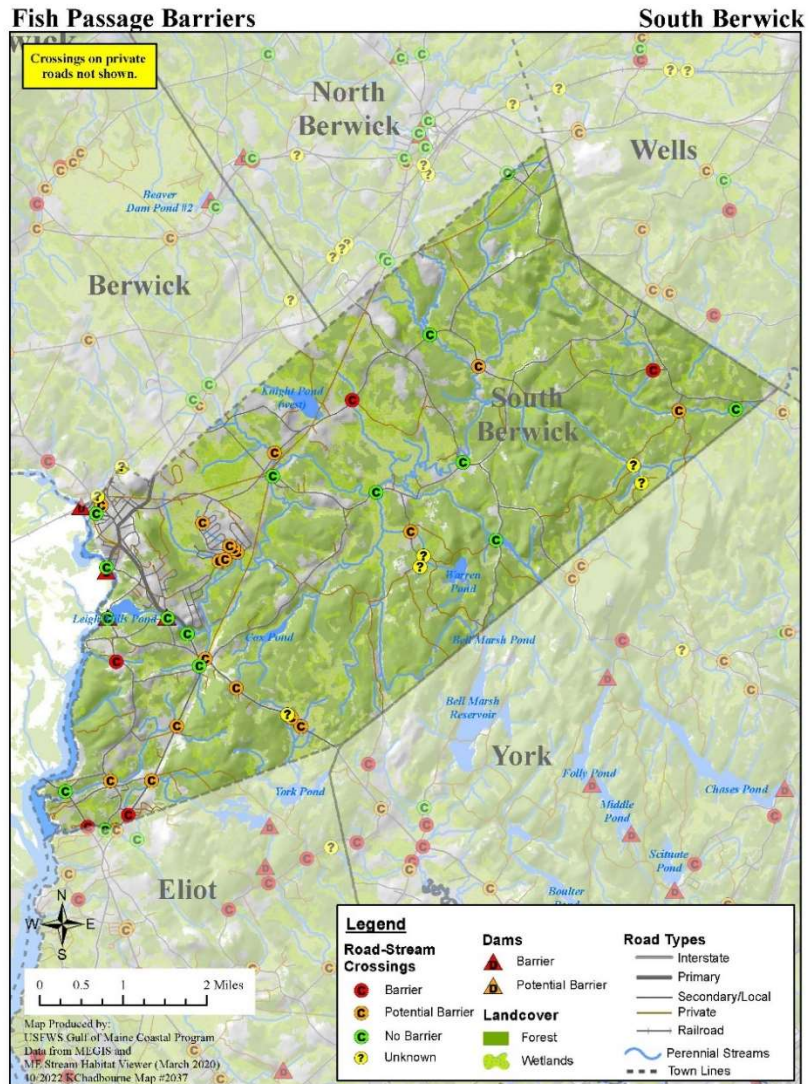 Fish Passage Barriers
South Berwick
Crossings on private
roads not shown.
North
Berwick
Wells
Beaver
Dam Pond #2
Berwick
Knight Pond
(west)
South
Berwick
Warren
Pond
Cox Pond
Bell Marsh Pond
Bell Marsh
Reservoir
York
York Pond
Folly Pond
Chases Pond
Middle
Pond
Scituate
Pond
Boulter
Eliot
N
W E
S
0 0.5 1 2 Miles
Map Produced by:
USFWS Gulf of Maine Coastal Program
Data from MEGIS and
ME Stream Habitat Viewer (March 2020)
10/2022 KChadbourne Map #2037
Legend
Road-Stream
Crossings
Barrier
Potential Barrier
No Barrier
Unknown
Dams
Barrier
Potential Barrier
Landcover
Forest
Wetlands
Road Types
Interstate
Primary
Secondary/Local
Private
Railroad
Perennial Streams
Town Lines